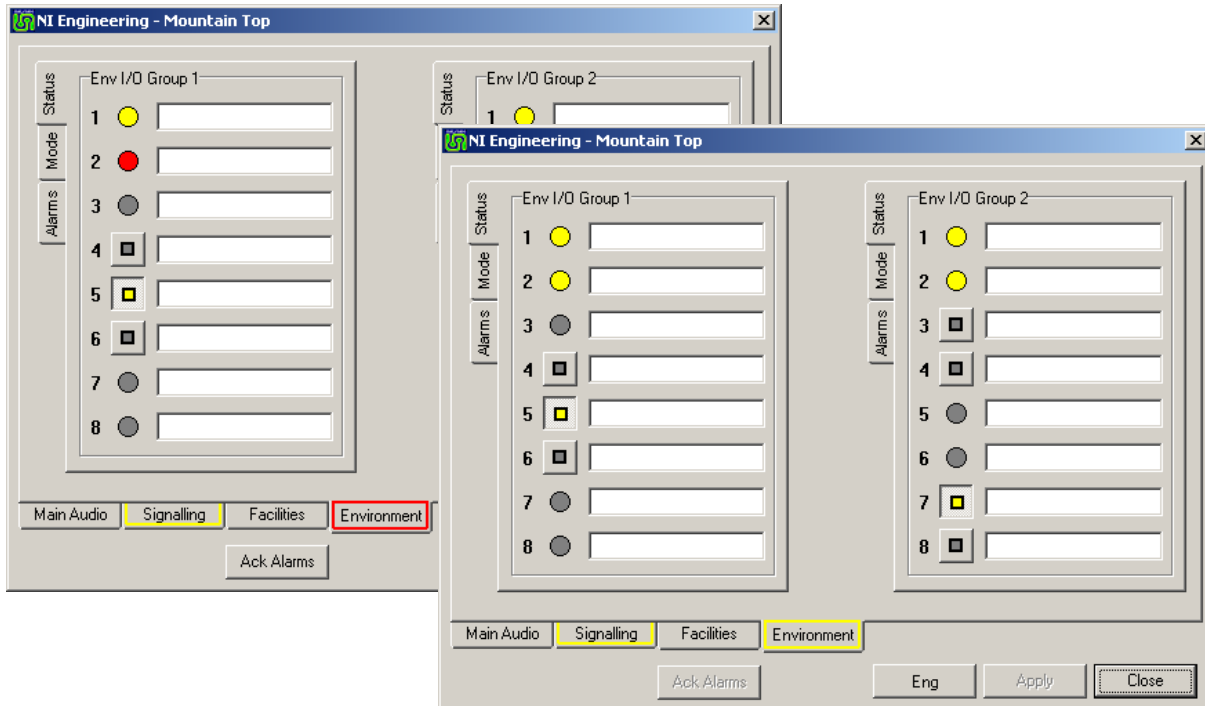 NI Engineering - Mountain Top
Status
Mode
Alarms
Env I/O Group 1
1
2
3
4
5
6
7
8
Status
Env I/O Group 2
1
Main Audio
Signalling
Facilities
Environment
Ack Alarms
NI Engineering - Mountain Top
Status
Mode
Alarms
Env I/O Group 1
1
2
3
4
5
6
7
8
Status
Mode
Alarms
Env I/O Group 2
1
2
3
4
5
6
7
8
Main Audio
Signalling
Facilities
Environment
Ack Alarms
Eng
Apply
Close